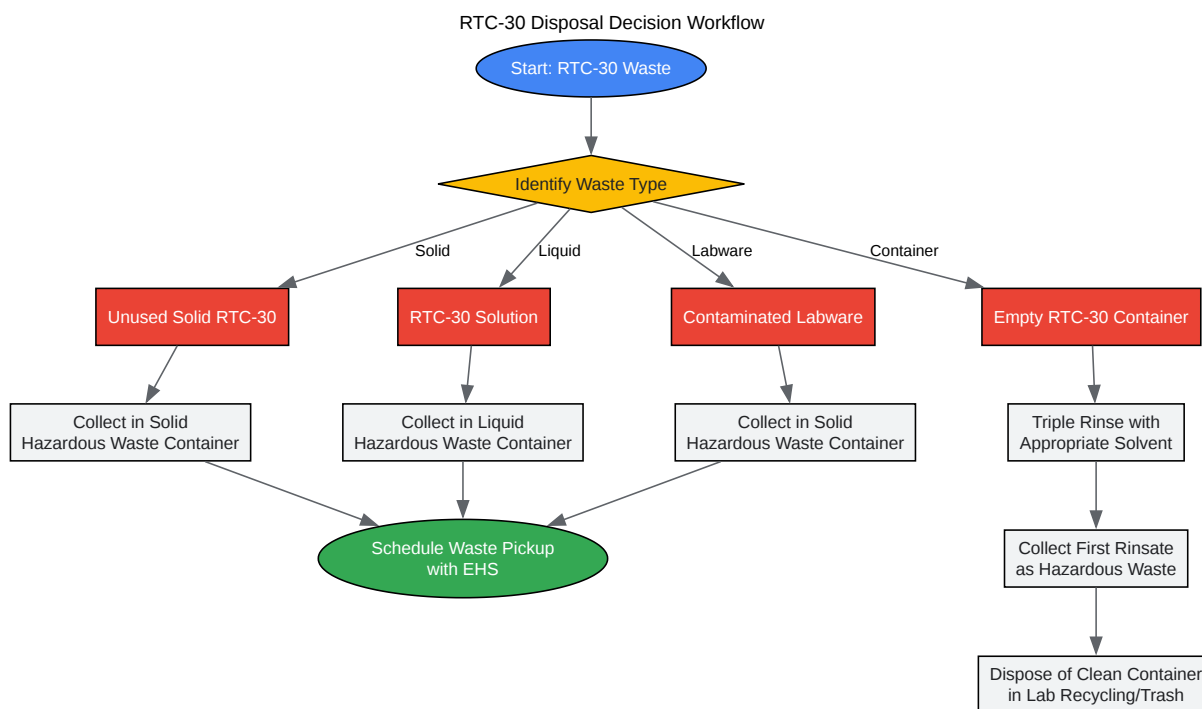 RTC-30 Disposal Decision Workflow
Start: RTC-30 Waste
Identify Waste Type
Solid
Liquid
Labware
Container
Unused Solid RTC-30
RTC-30 Solution
Contaminated Labware
Empty RTC-30 Container
Collect in Solid
Hazardous Waste Container
Collect in Liquid
Hazardous Waste Container
Collect in Solid
Hazardous Waste Container
Triple Rinse with
Appropriate Solvent
Schedule Waste Pickup
with EHS
Collect First Rinsate
as Hazardous Waste
Dispose of Clean Container
in Lab Recycling/Trash